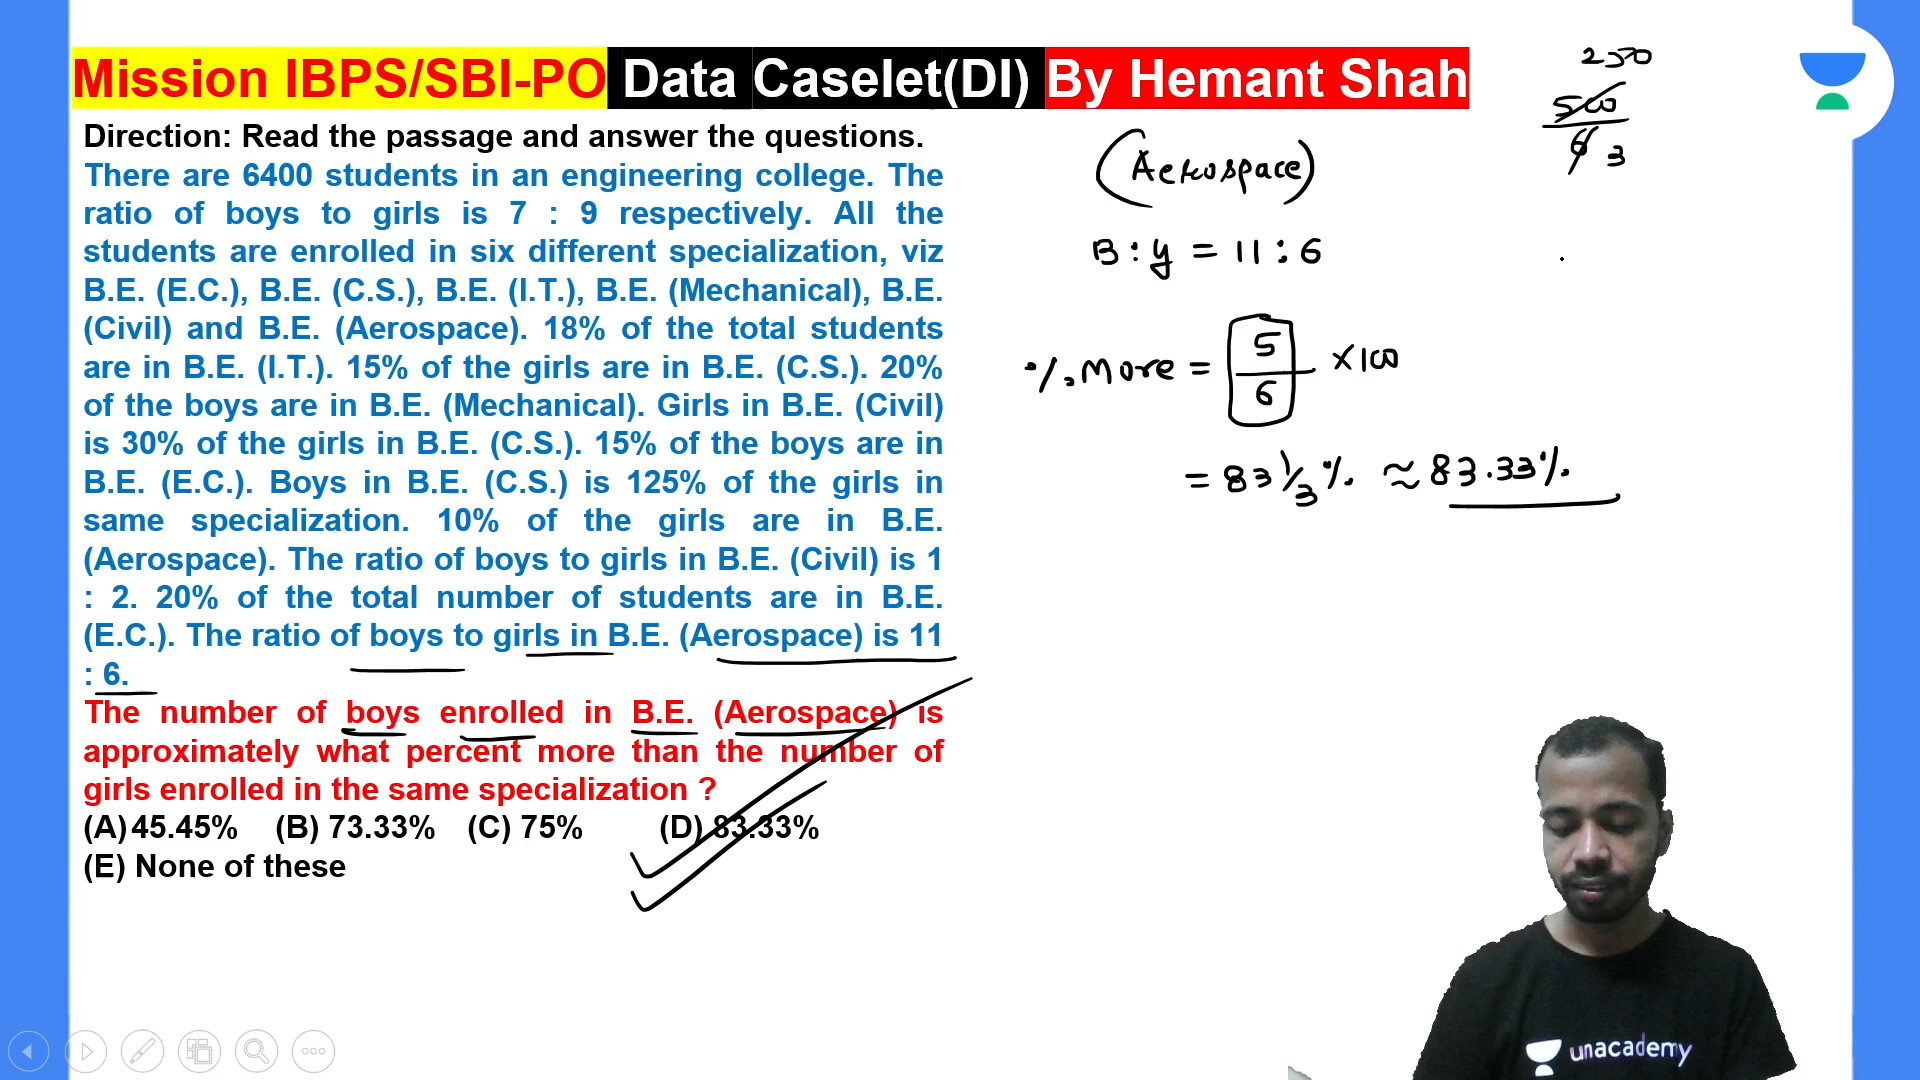 Mission IBPS/SBI-PO Data Caselet(DI) By Hemant Shah
Direction: Read the passage and answer the questions.
There are 6400 students in an engineering college. The
ratio of boys to girls is 7 : 9 respectively. All the
students are enrolled in six different specialization, viz
B.E. (E.C.), B.E. (C.S.), B.E. (I.T.), B.E. (Mechanical), B.E.
(Civil) and B.E. (Aerospace). 18% of the total students
are in B.E. (I.T.). 15% of the girls are in B.E. (C.S.). 20%
of the boys are in B.E. (Mechanical). Girls in B.E. (Civil)
is 30% of the girls in B.E. (C.S.). 15% of the boys are in
B.E. (E.C.). Boys in B.E. (C.S.) is 125% of the girls in
same specialization. 10% of the girls are in B.E.
(Aerospace). The ratio of boys to girls in B.E. (Civil) is 1
: 2. 20% of the total number of students are in B.E.
(E.C.). The ratio of boys to girls in B.E. (Aerospace) is 11
: 6.
The number of boys enrolled in B.E. (Aerospace) is
approximately what percent more than the number of
girls enrolled in the same specialization ?
(A) 45.45% (B) 73.33% (C) 75% (D) 83.33%
(E) None of these
(Aerospace)
B : y = 11 : 6
% More = 5/6 × 100
= 83 1/3 % ≈ 83.33%
250
500
6 3
unacademy